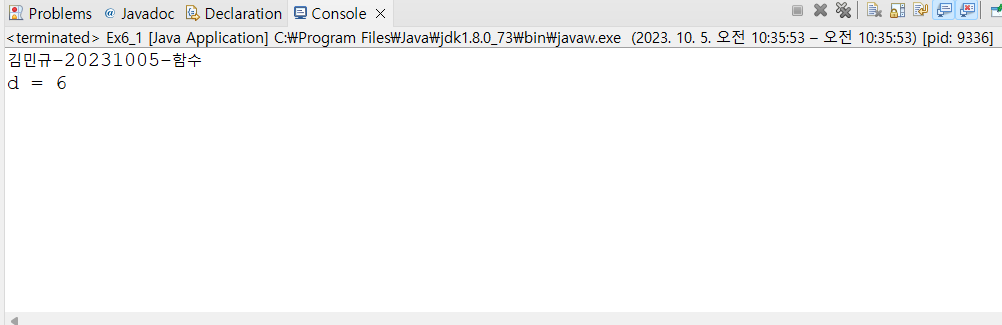 Problems @ Javadoc Declaration Console
<terminated> Ex6_1 [Java Application] C:₩Program Files₩Java₩jdk1.8.0_73₩bin₩javaw.exe (2023. 10. 5. 오전 10:35:53 – 오전 10:35:53) [pid: 9336]
김민규-20231005-함수
d = 6